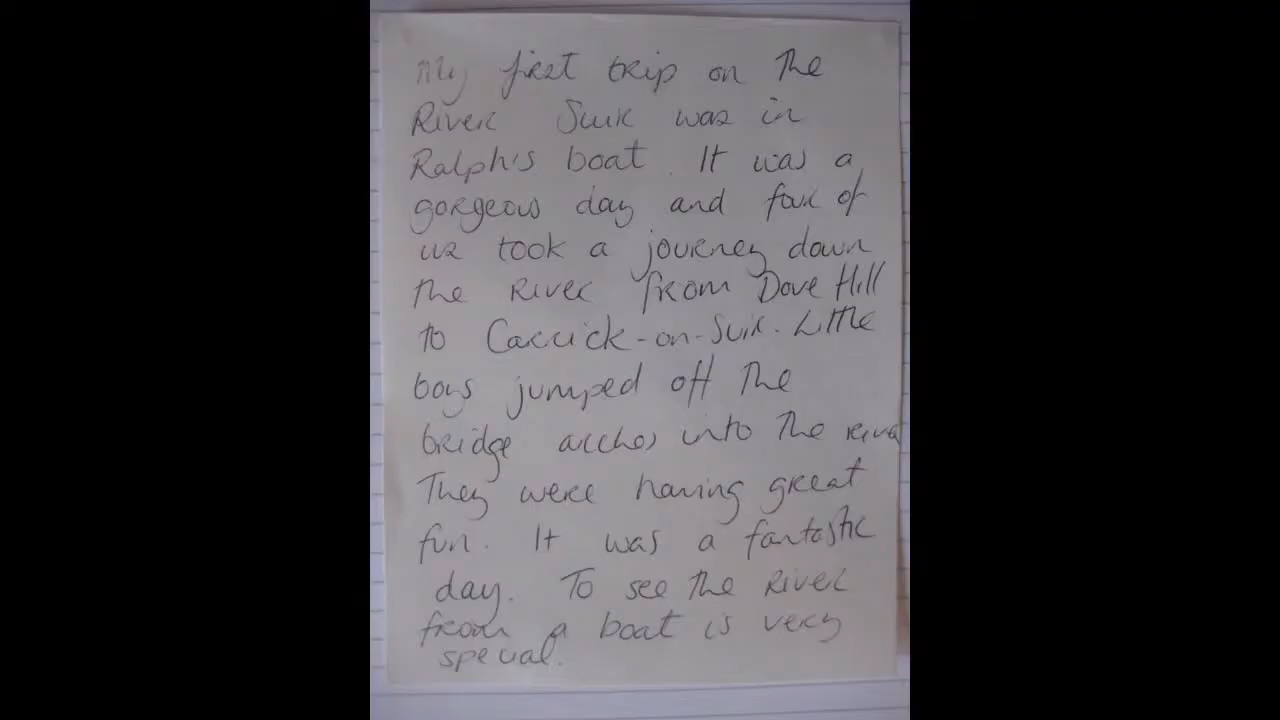 My first trip on the
River Suir was in
Ralph's boat. It was a
gorgeous day and four of
us took a journey down
the River from Dove Hill
to Carrick-on-Suir. Little
boys jumped off the
bridge arches into the river
They were having great
fun. It was a fantastic
day. To see the River
from a boat is very
special.